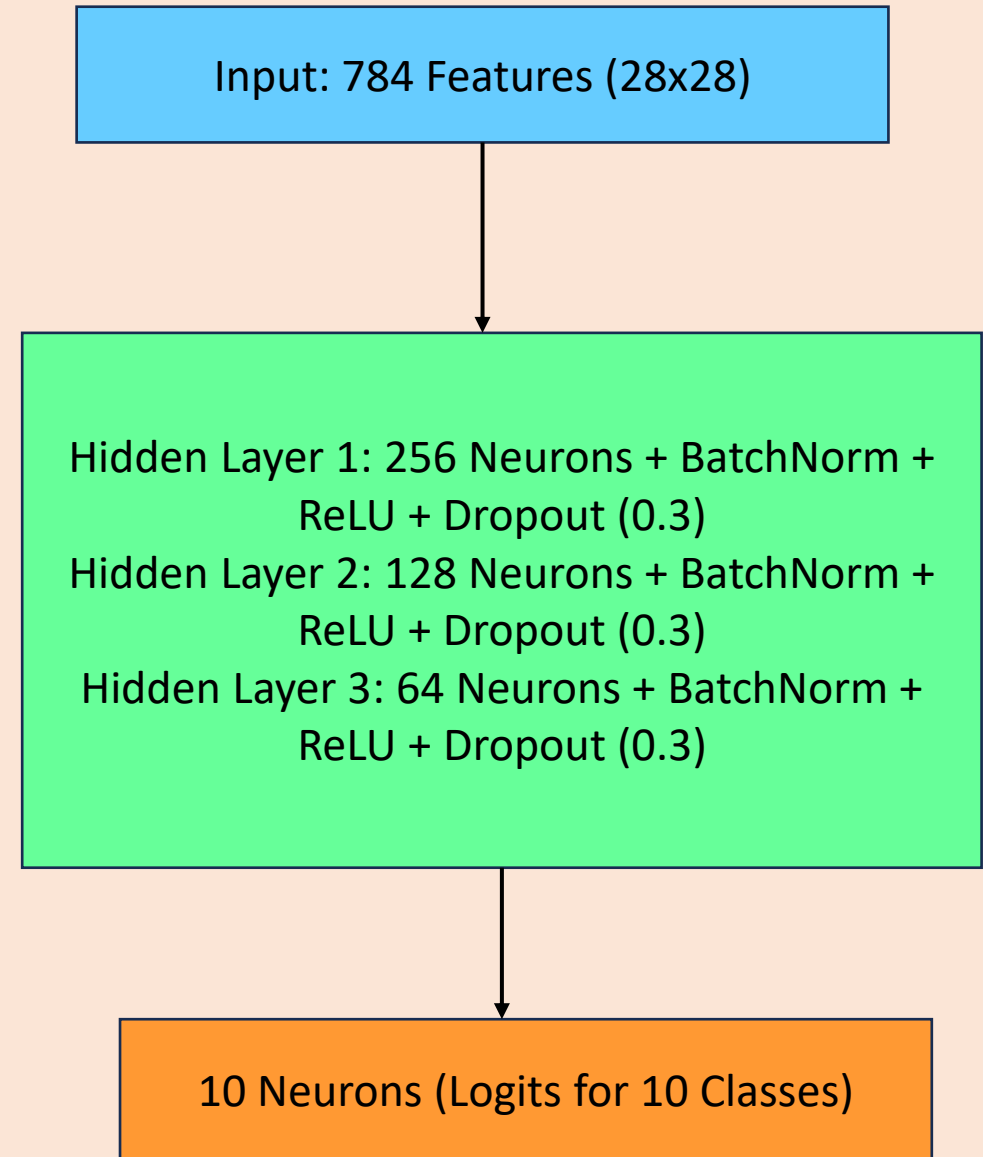 Input: 784 Features (28x28)
Hidden Layer 1: 256 Neurons + BatchNorm +
ReLU + Dropout (0.3)
Hidden Layer 2: 128 Neurons + BatchNorm +
ReLU + Dropout (0.3)
Hidden Layer 3: 64 Neurons + BatchNorm +
ReLU + Dropout (0.3)
10 Neurons (Logits for 10 Classes)